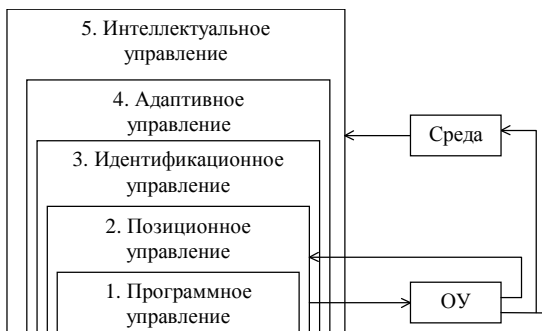 5. Интеллектуальное
управление
4. Адаптивное
управление
Среда
3. Идентификационное
управление
2. Позиционное
управление
1. Программное
управление
ОУ